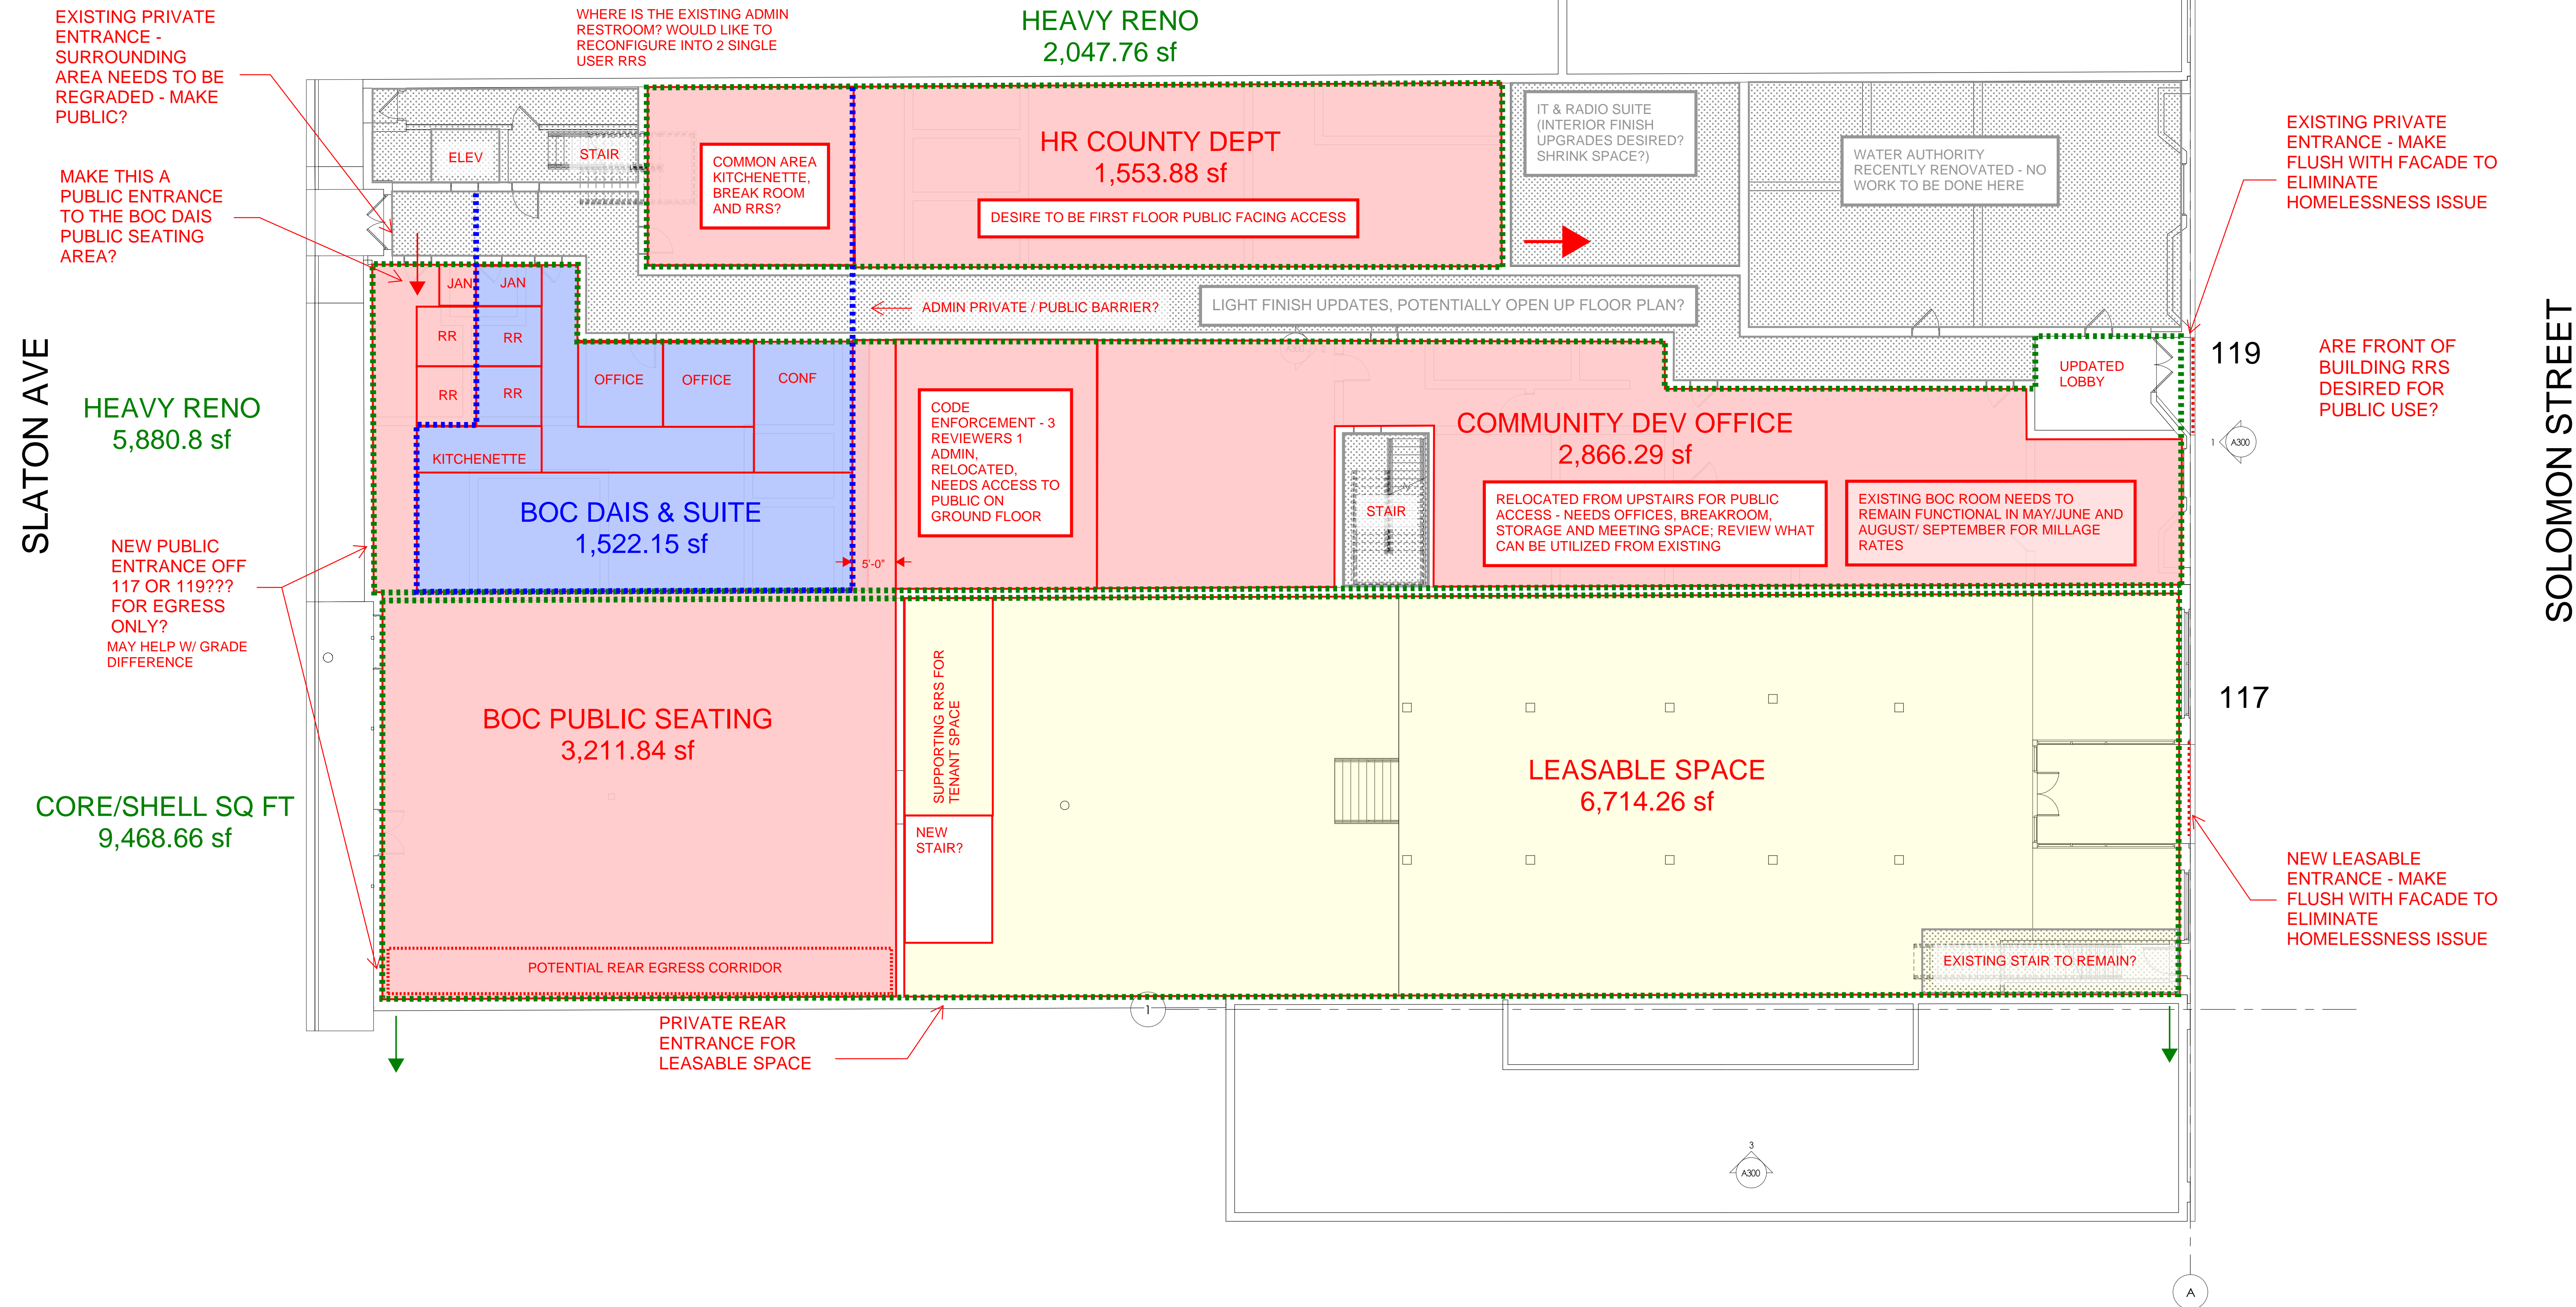 EXISTING PRIVATE
ENTRANCE -
SURROUNDING
AREA NEEDS TO BE
REGRADED - MAKE
PUBLIC?
WHERE IS THE EXISTING ADMIN
RESTROOM? WOULD LIKE TO
RECONFIGURE INTO 2 SINGLE
USER RRS
HEAVY RENO
2,047.76 sf
MAKE THIS A
PUBLIC ENTRANCE
TO THE BOC DAIS
PUBLIC SEATING
AREA?
ELEV
STAIR
COMMON AREA
KITCHENETTE,
BREAK ROOM
AND RRS?
HR COUNTY DEPT
1,553.88 sf
DESIRE TO BE FIRST FLOOR PUBLIC FACING ACCESS
IT & RADIO SUITE
(INTERIOR FINISH
UPGRADES DESIRED?
SHRINK SPACE?)
WATER AUTHORITY
RECENTLY RENOVATED - NO
WORK TO BE DONE HERE
EXISTING PRIVATE
ENTRANCE - MAKE
FLUSH WITH FACADE TO
ELIMINATE
HOMELESSNESS ISSUE
JAN
JAN
RR
RR
RR
RR
ADMIN PRIVATE / PUBLIC BARRIER?
LIGHT FINISH UPDATES, POTENTIALLY OPEN UP FLOOR PLAN?
SLATON AVE
HEAVY RENO
5,880.8 sf
OFFICE
OFFICE
CONF
KITCHENETTE
BOC DAIS & SUITE
1,522.15 sf
5'-0"
CODE
ENFORCEMENT - 3
REVIEWERS 1
ADMIN,
RELOCATED,
NEEDS ACCESS TO
PUBLIC ON
GROUND FLOOR
STAIR
COMMUNITY DEV OFFICE
2,866.29 sf
RELOCATED FROM UPSTAIRS FOR PUBLIC
ACCESS - NEEDS OFFICES, BREAKROOM,
STORAGE AND MEETING SPACE; REVIEW WHAT
CAN BE UTILIZED FROM EXISTING
EXISTING BOC ROOM NEEDS TO
REMAIN FUNCTIONAL IN MAY/JUNE AND
AUGUST/ SEPTEMBER FOR MILLAGE
RATES
UPDATED
LOBBY
119
ARE FRONT OF
BUILDING RRS
DESIRED FOR
PUBLIC USE?
1
A300
SOLOMON STREET
NEW PUBLIC
ENTRANCE OFF
117 OR 119???
FOR EGRESS
ONLY?
MAY HELP W/ GRADE
DIFFERENCE
BOC PUBLIC SEATING
3,211.84 sf
SUPPORTING RRS FOR
TENANT SPACE
NEW
STAIR?
LEASABLE SPACE
6,714.26 sf
117
CORE/SHELL SQ FT
9,468.66 sf
POTENTIAL REAR EGRESS CORRIDOR
EXISTING STAIR TO REMAIN?
NEW LEASABLE
ENTRANCE - MAKE
FLUSH WITH FACADE TO
ELIMINATE
HOMELESSNESS ISSUE
PRIVATE REAR
ENTRANCE FOR
LEASABLE SPACE
1
3
A300
A